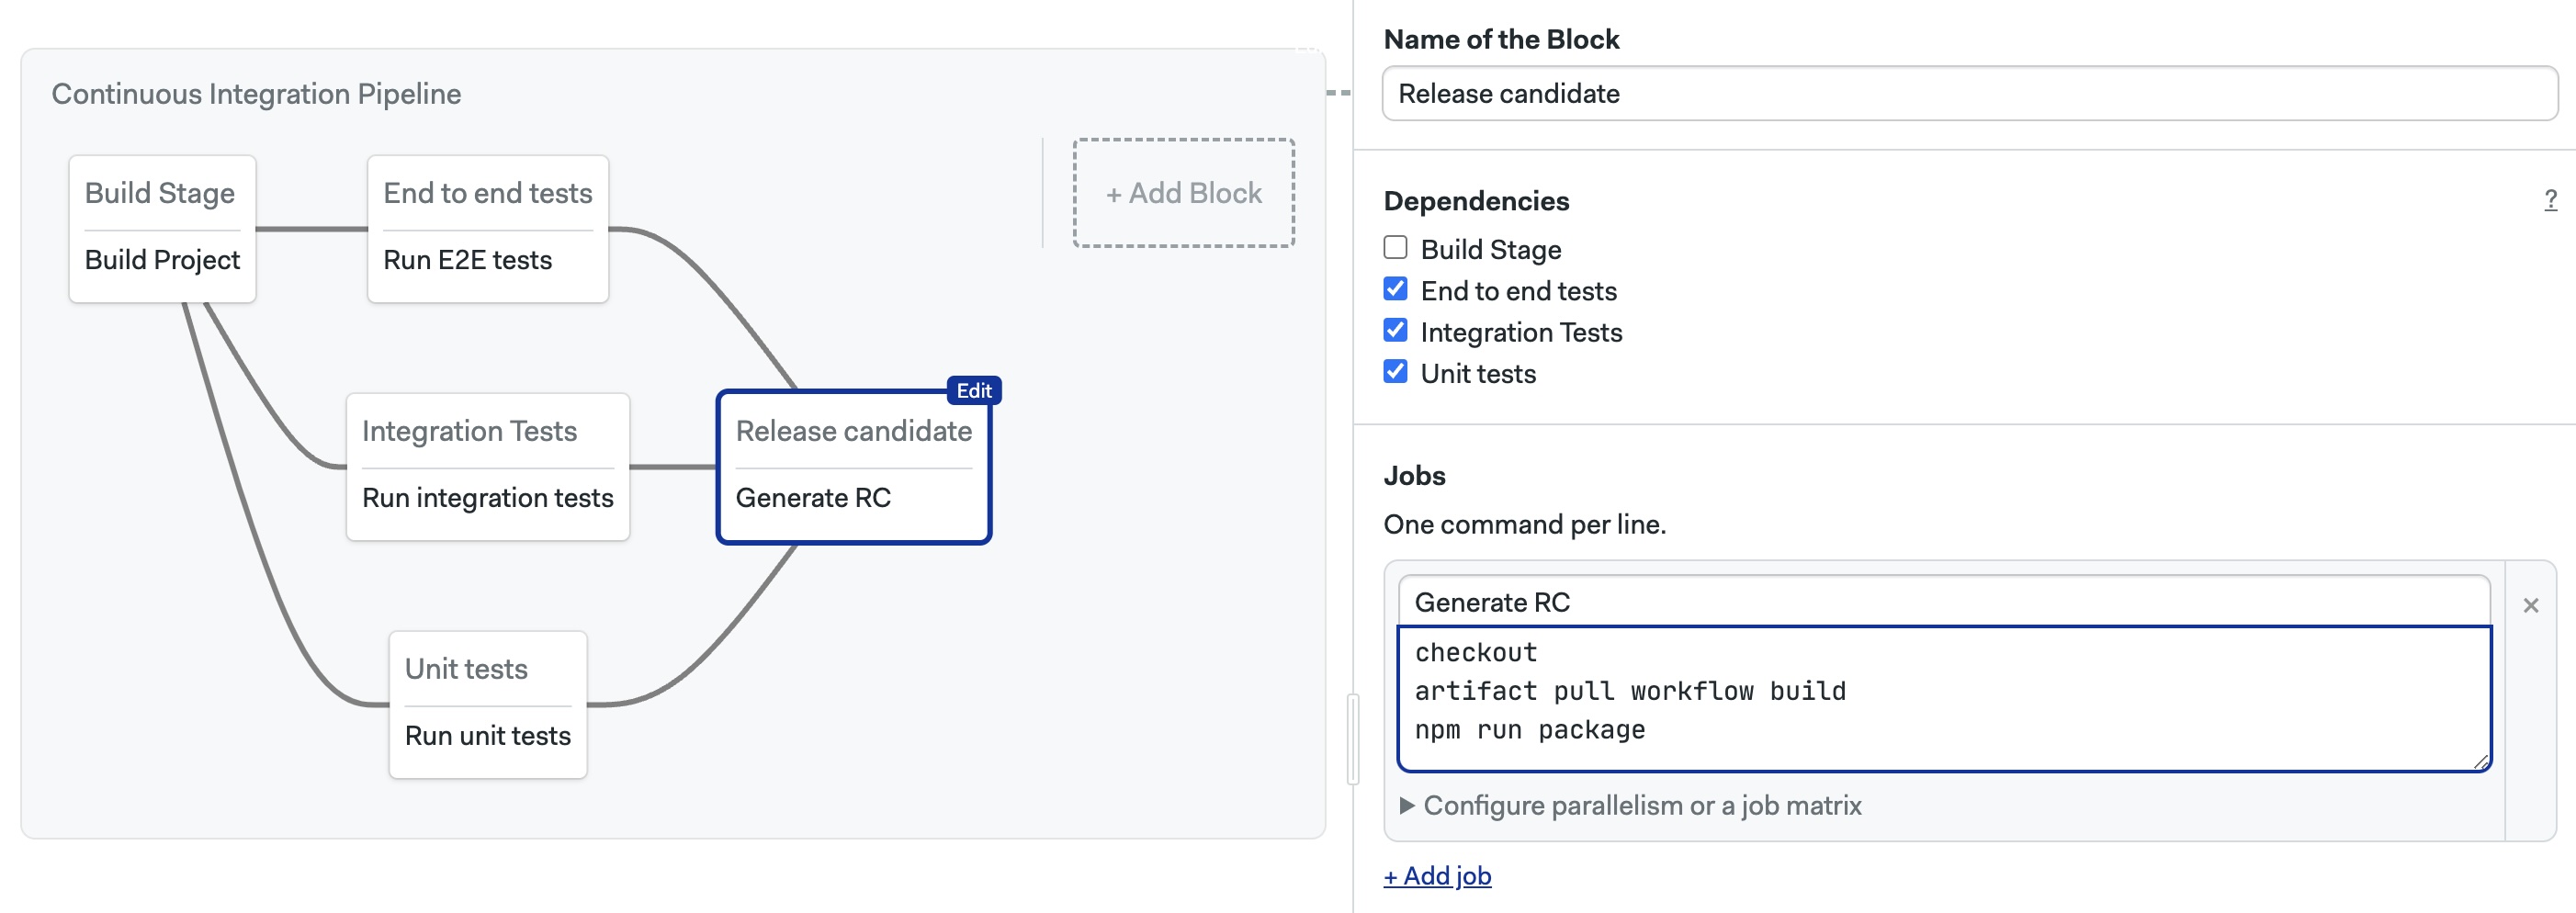 Continuous Integration Pipeline
Build Stage
Build Project
End to end tests
Run E2E tests
+ Add Block
Integration Tests
Run integration tests
Edit
Release candidate
Generate RC
Unit tests
Run unit tests
Name of the Block
Release candidate
Dependencies
?
Build Stage
End to end tests
Integration Tests
Unit tests
Jobs
One command per line.
Generate RC
checkout
artifact pull workflow build
npm run package
Configure parallelism or a job matrix
+ Add job